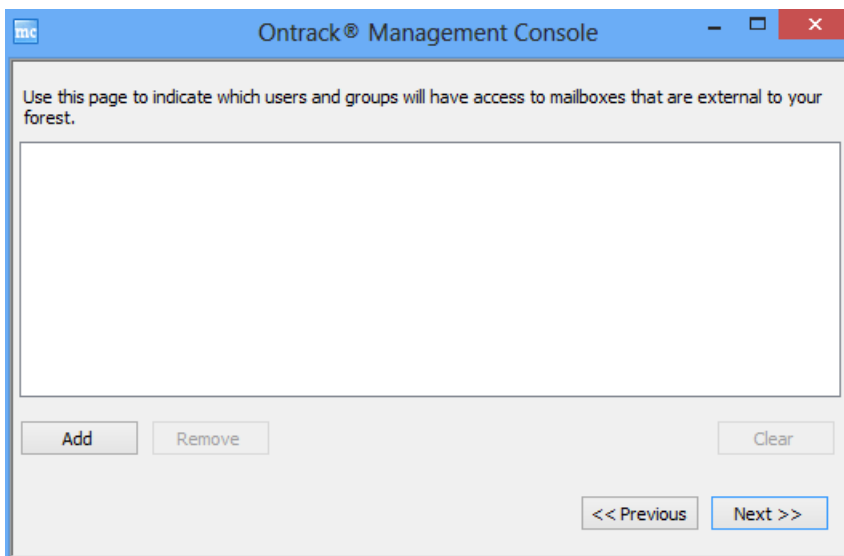 mc
Ontrack® Management Console
Use this page to indicate which users and groups will have access to mailboxes that are external to your
forest.
Add
Remove
Clear
<< Previous
Next >>